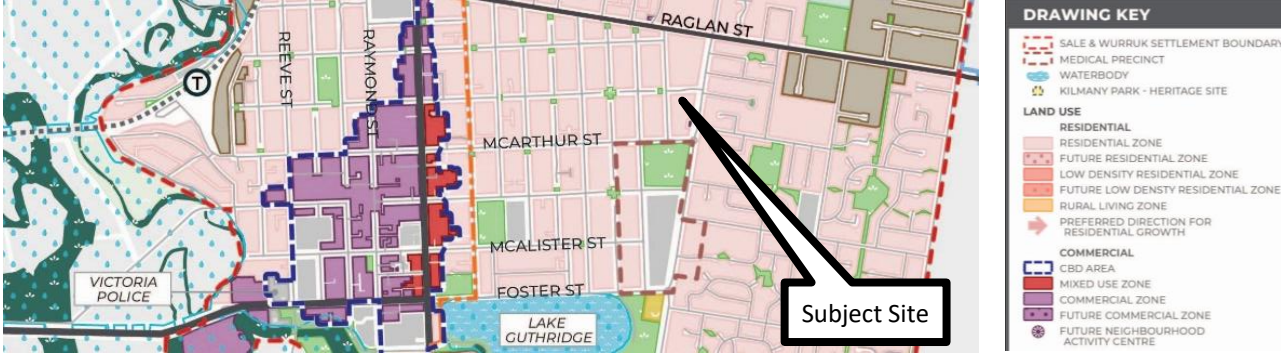 RAGLAN ST
REEVE ST
RAYMOND ST
T
MCARTHUR ST
MCALISTER ST
VICTORIA
POLICE
FOSTER ST
LAKE
GUTHRIDGE
Subject Site
DRAWING KEY
SALE & WURRUK SETTLEMENT BOUNDARY
MEDICAL PRECINCT
WATERBODY
KILMANY PARK - HERITAGE SITE
LAND USE
RESIDENTIAL
RESIDENTIAL ZONE
FUTURE RESIDENTIAL ZONE
LOW DENSITY RESIDENTIAL ZONE
FUTURE LOW DENSTY RESIDENTIAL ZONE
RURAL LIVING ZONE
PREFERRED DIRECTION FOR
RESIDENTIAL GROWTH
COMMERCIAL
CBD AREA
MIXED USE ZONE
COMMERCIAL ZONE
FUTURE COMMERCIAL ZONE
FUTURE NEIGHBOURHOOD
ACTIVITY CENTRE